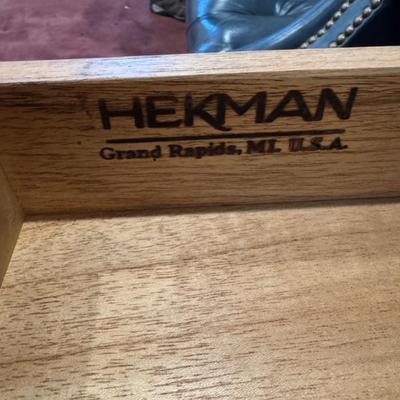 HEKMAN
Grand Rapids, MI. U.S.A.